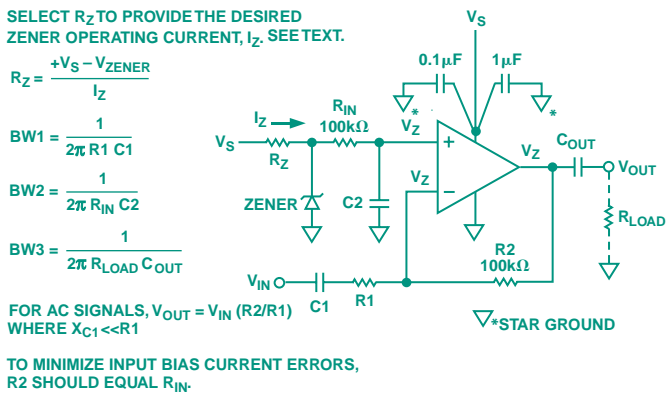 SELECT RZ TO PROVIDE THE DESIRED
ZENER OPERATING CURRENT, IZ. SEE TEXT.
RZ = +VS – VZENER / IZ
BW1 = 1 / 2π R1 C1
BW2 = 1 / 2π RIN C2
BW3 = 1 / 2π RLOAD COUT
FOR AC SIGNALS, VOUT = VIN (R2/R1)
WHERE XC1 <<R1
TO MINIMIZE INPUT BIAS CURRENT ERRORS,
R2 SHOULD EQUAL RIN.
VS
0.1µF
1µF
*
*
IZ
RIN
100kΩ
VZ
VS
RZ
+
–
VZ
VZ
COUT
VOUT
ZENER
C2
RLOAD
R2
100kΩ
VIN
C1
R1
*STAR GROUND